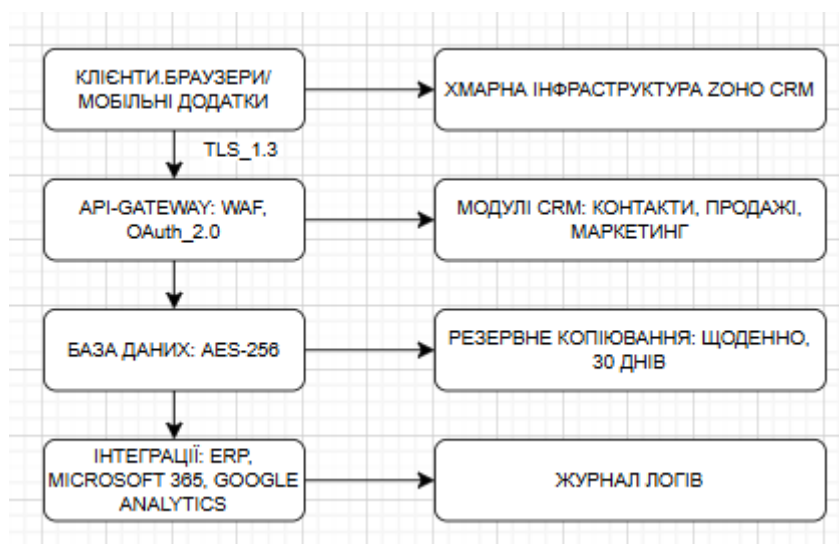 КЛІЄНТИ.БРАУЗЕРИ/
МОБІЛЬНІ ДОДАТКИ
ХМАРНА ІНФРАСТРУКТУРА ZOHO CRM
TLS_1.3
API-GATEWAY: WAF,
OAuth_2.0
МОДУЛІ CRM: КОНТАКТИ, ПРОДАЖІ,
МАРКЕТИНГ
БАЗА ДАНИХ: AES-256
РЕЗЕРВНЕ КОПІЮВАННЯ: ЩОДЕННО,
30 ДНІВ
ІНТЕГРАЦІЇ: ERP,
MICROSOFT 365, GOOGLE
ANALYTICS
ЖУРНАЛ ЛОГІВ